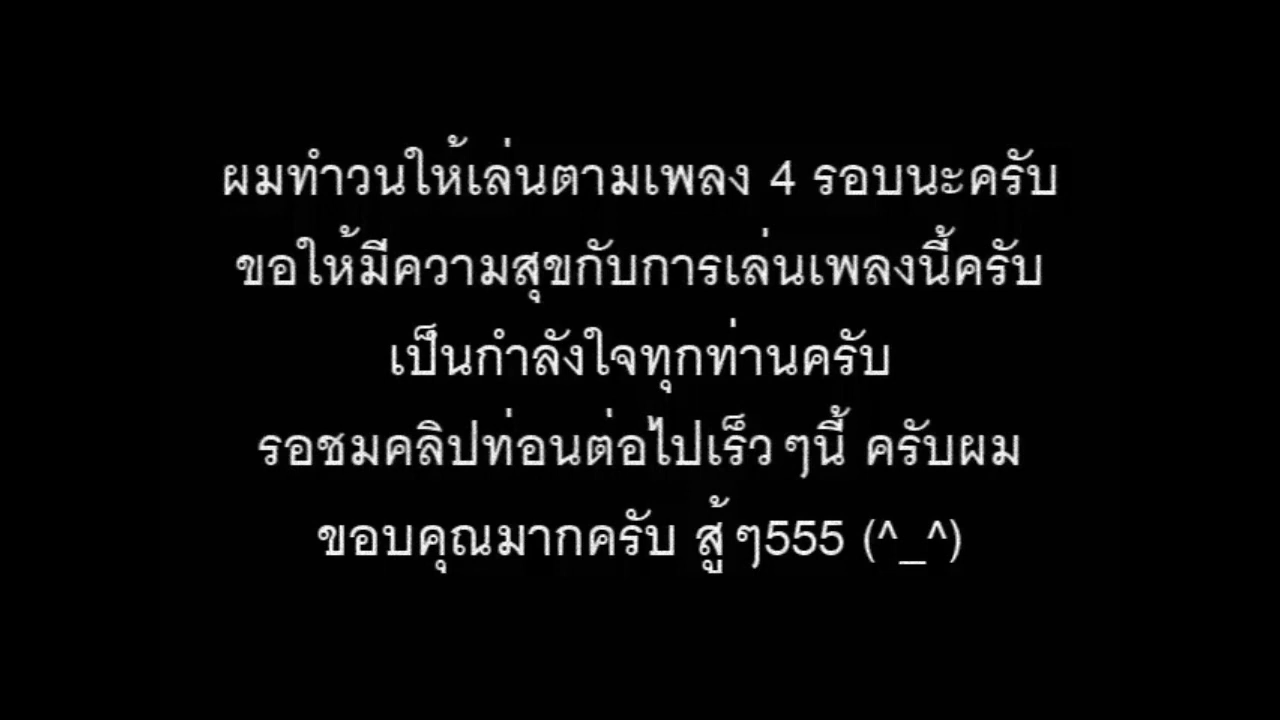 ผมทำวนให้เล่นตามเพลง 4 รอบนะครับ
ขอให้มีความสุขกับการเล่นเพลงนี้ครับ
เป็นกำลังใจทุกท่านครับ
รอชมคลิปท่อนต่อไปเร็วๆนี้ ครับผม
ขอบคุณมากครับ สู้ๆ555 (^_^)